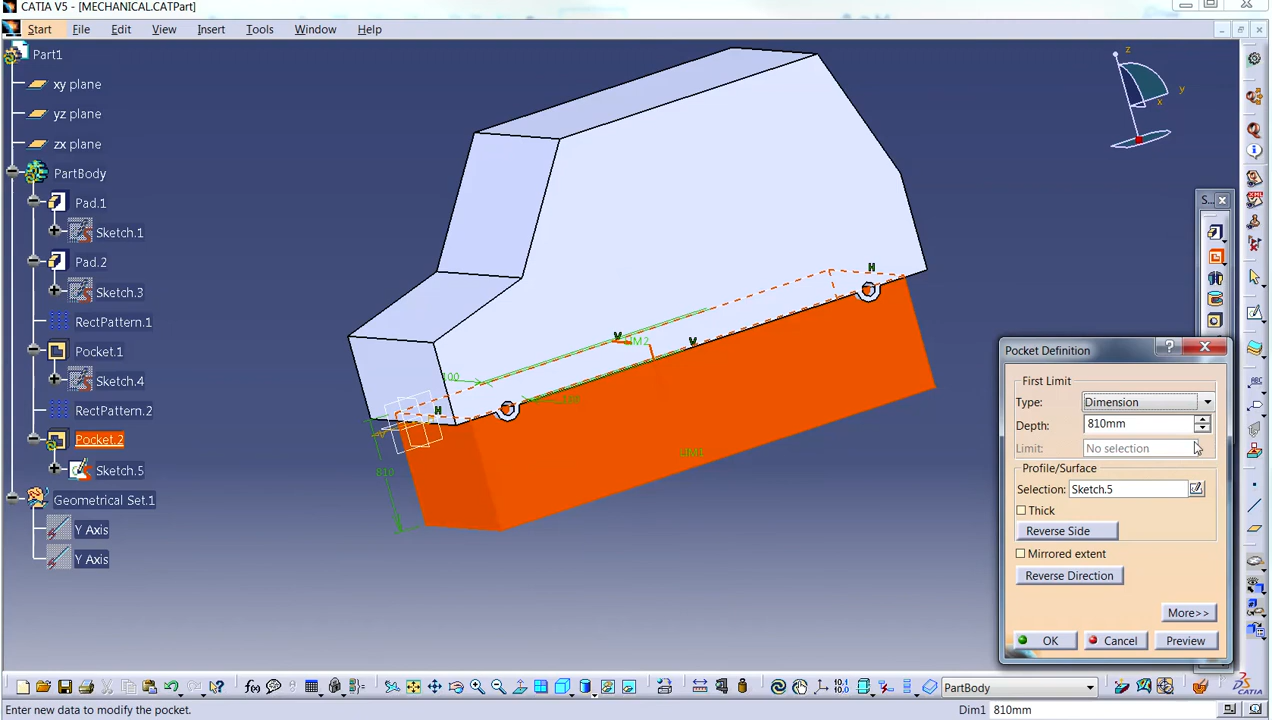 CATIA V5 - [MECHANICAL.CATPart]
Start File Edit View Insert Tools Window Help
Part1
xy plane
yz plane
zx plane
PartBody
Pad.1
Sketch.1
Pad.2
Sketch.3
RectPattern.1
Pocket.1
Sketch.4
RectPattern.2
Pocket.2
Sketch.5
Geometrical Set.1
Y Axis
Y Axis
z
y
x
H
V
LIM2
V
100
H
810
LIM1
S...
Pocket Definition
First Limit
Type: Dimension
Depth: 810mm
Limit: No selection
Profile/Surface
Selection: Sketch.5
Thick
Reverse Side
Mirrored extent
Reverse Direction
More>>
OK Cancel Preview
PartBody
Enter new data to modify the pocket.
Dim1 810mm